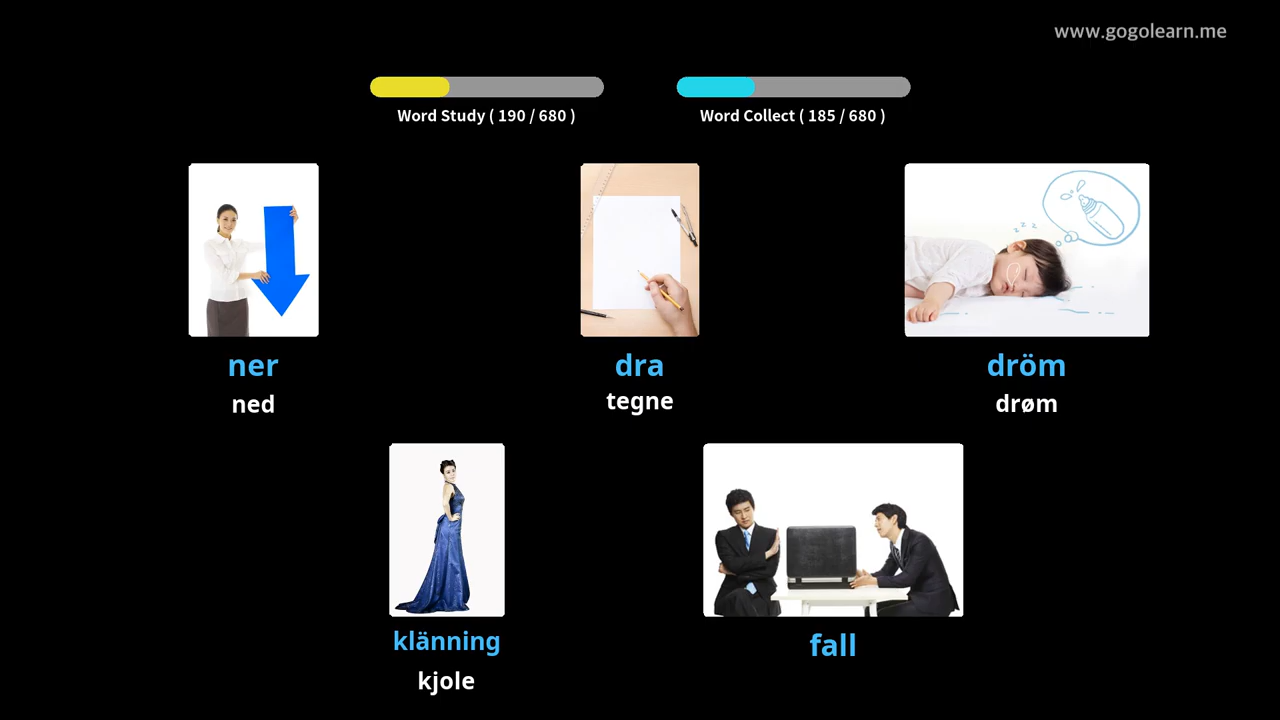 www.gogolearn.me
Word Study ( 190 / 680 )
Word Collect ( 185 / 680 )
ner
ned
dra
tegne
dröm
drøm
z z z
klänning
kjole
fall